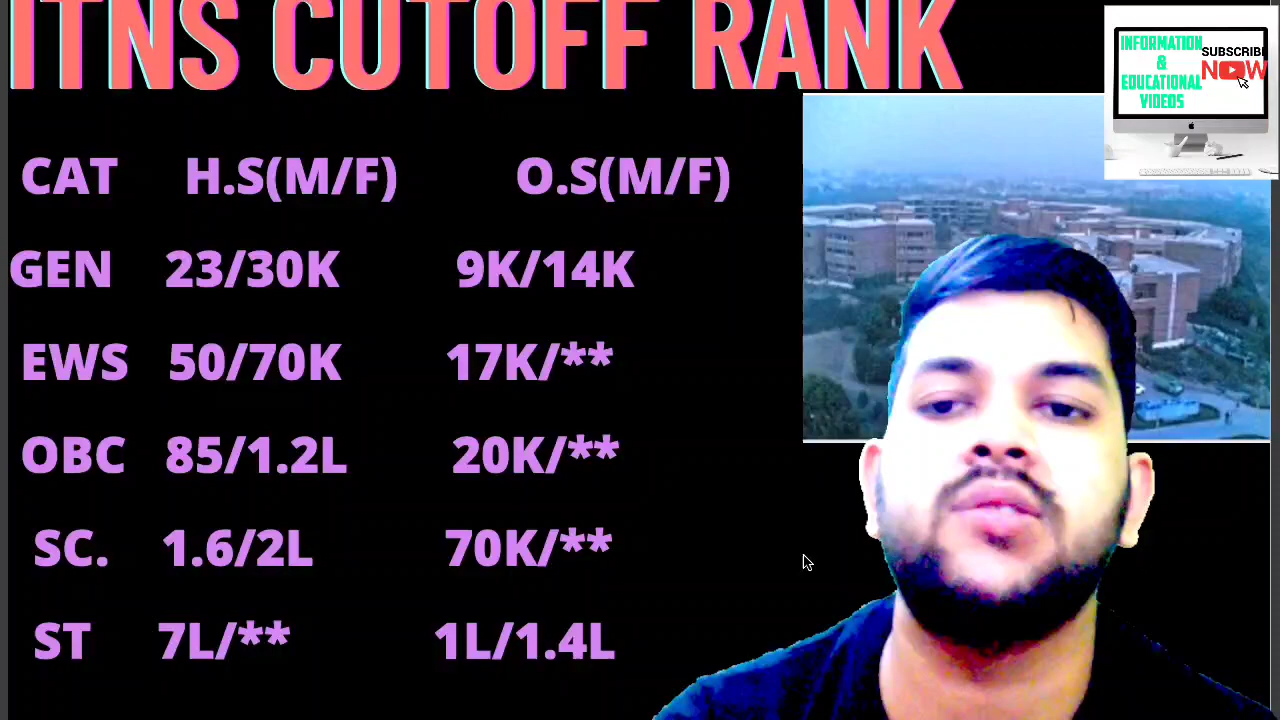 ITNS CUTOFF RANK
INFORMATION
&
EDUCATIONAL
VIDEOS
SUBSCRIBE
NOW
CAT H.S(M/F) O.S(M/F)
GEN 23/30K 9K/14K
EWS 50/70K 17K/**
OBC 85/1.2L 20K/**
SC. 1.6/2L 70K/**
ST 7L/** 1L/1.4L